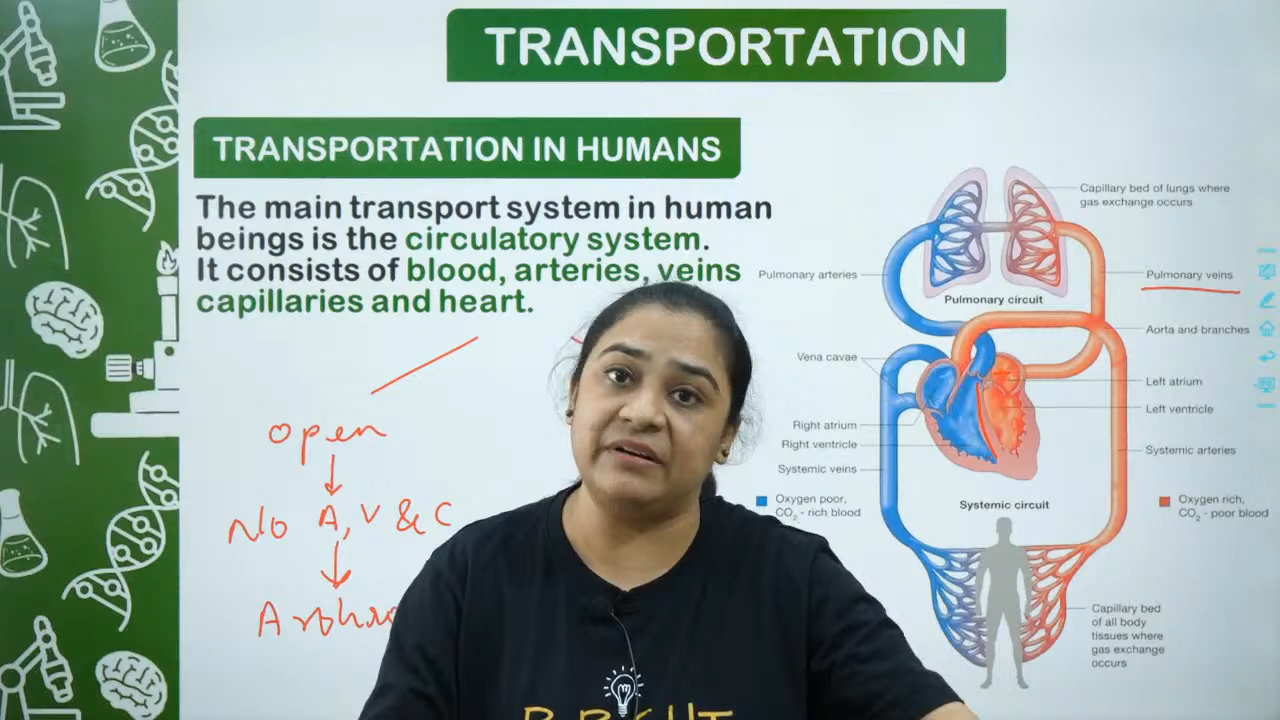 TRANSPORTATION
TRANSPORTATION IN HUMANS
The main transport system in human
beings is the circulatory system.
It consists of blood, arteries, veins
capillaries and heart.
Open
No A, V & C
Capillary bed of lungs where
gas exchange occurs
Pulmonary arteries
Pulmonary veins
Pulmonary circuit
Aorta and branches
Vena cavae
Left atrium
Left ventricle
Right atrium
Right ventricle
Systemic arteries
Systemic veins
Oxygen poor,
CO₂ - rich blood
Systemic circuit
Oxygen rich,
CO₂ - poor blood
Capillary bed
of all body
tissues where
gas exchange
occurs